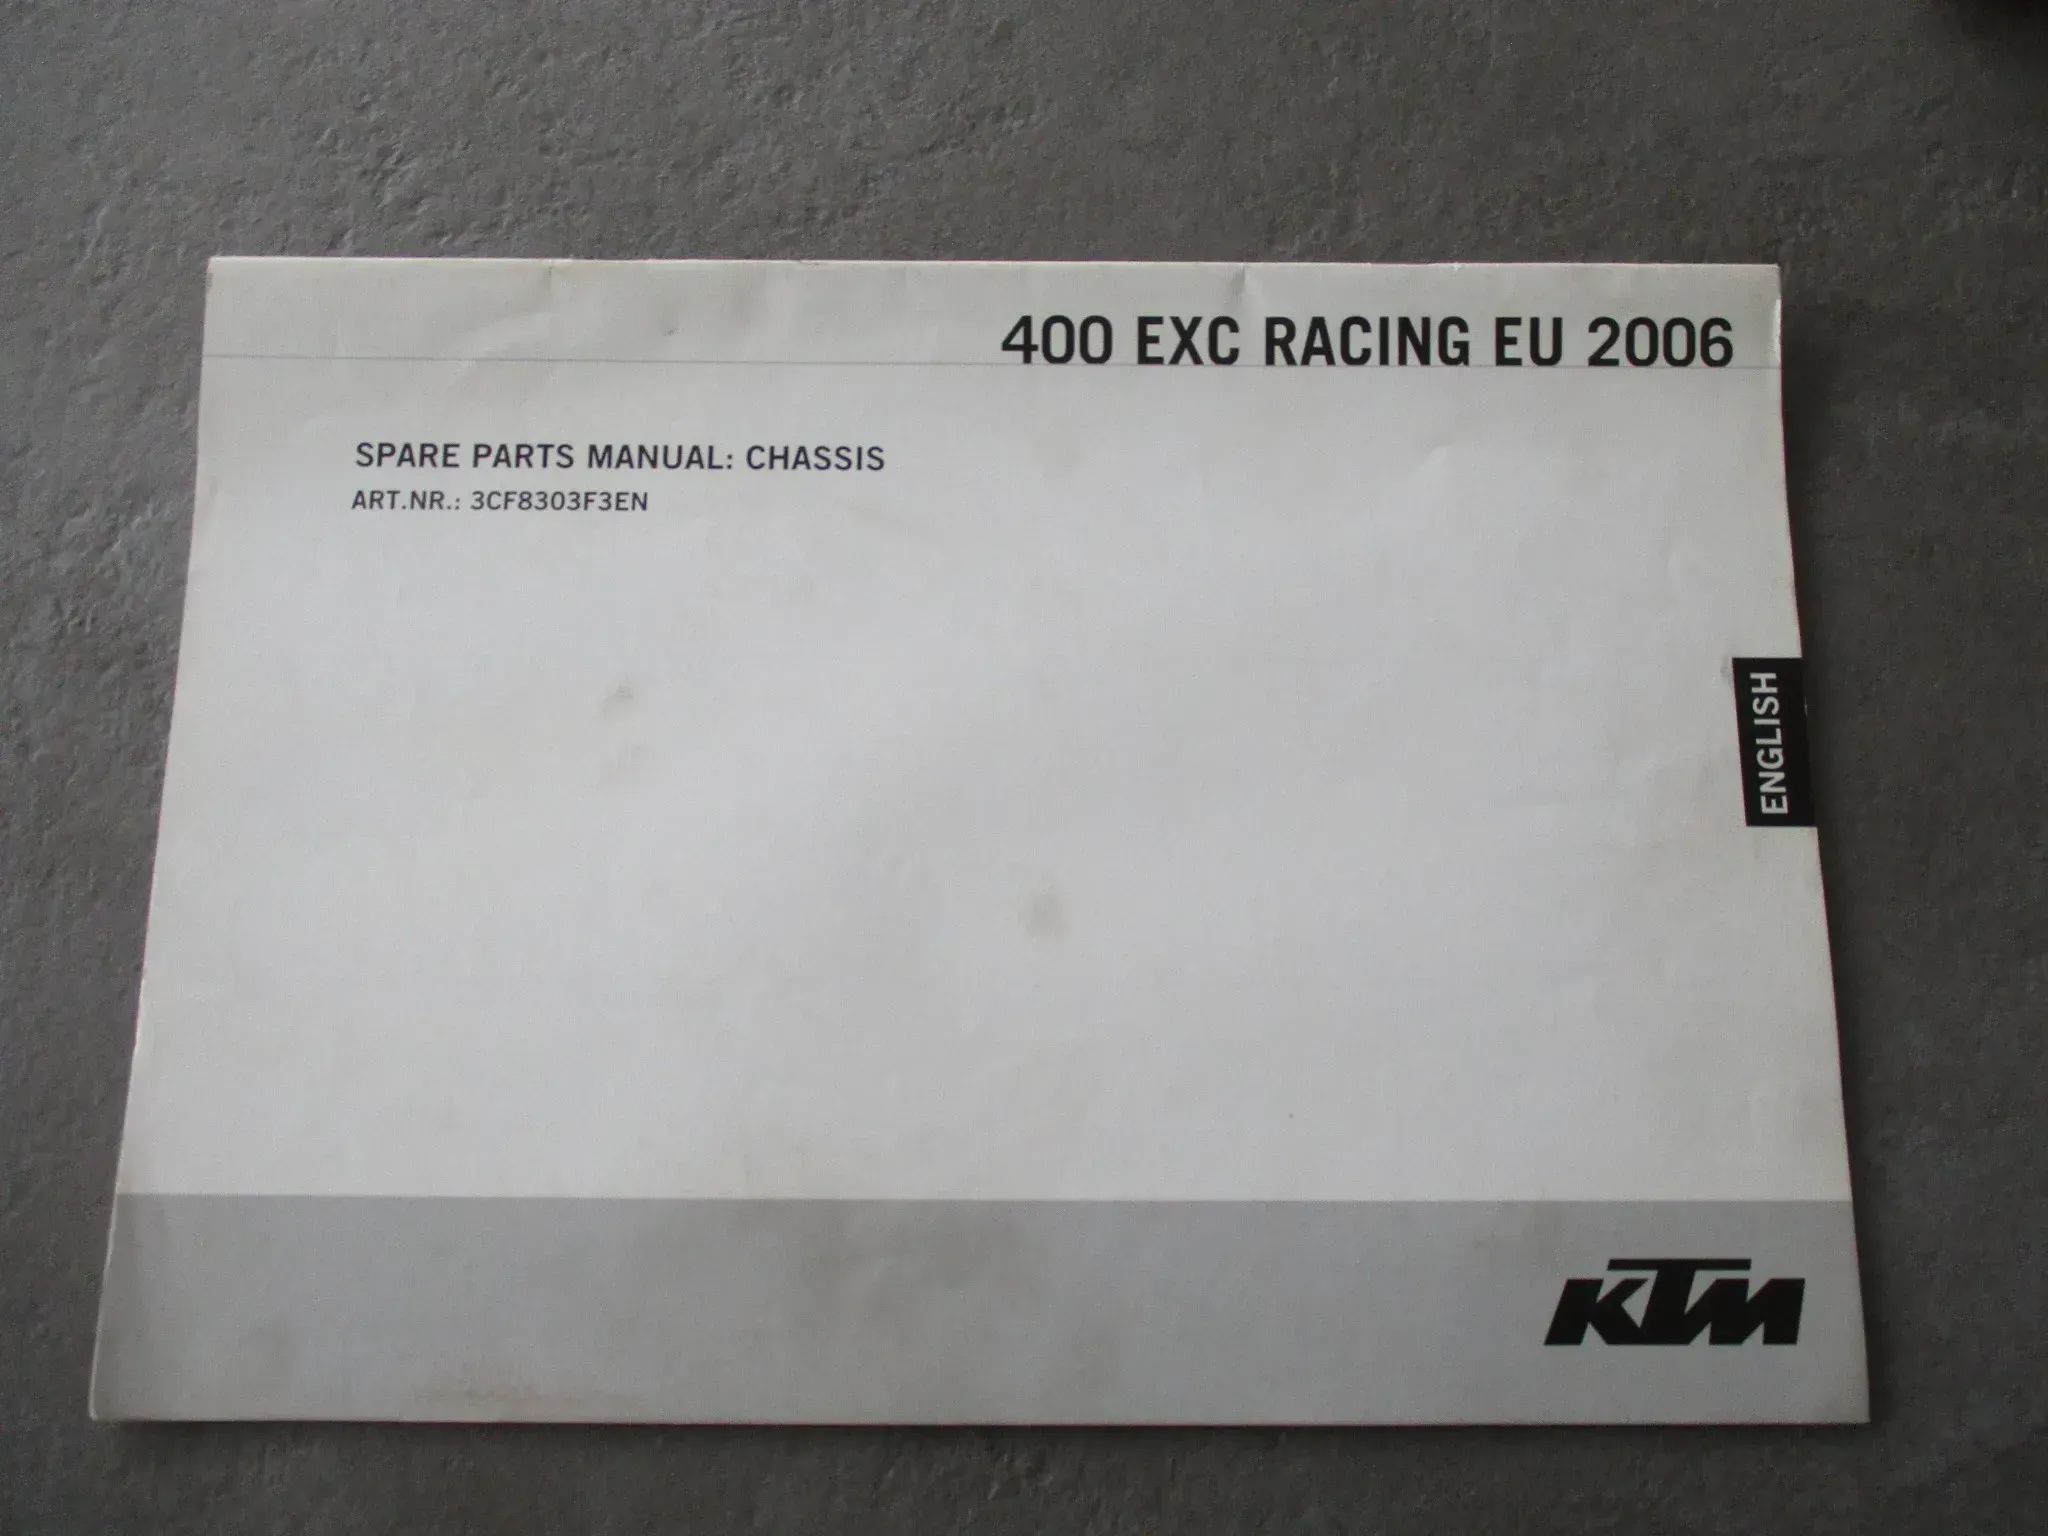 400 EXC RACING EU 2006
SPARE PARTS MANUAL: CHASSIS
ART.NR.: 3CF8303F3EN
ENGLISH
KTM